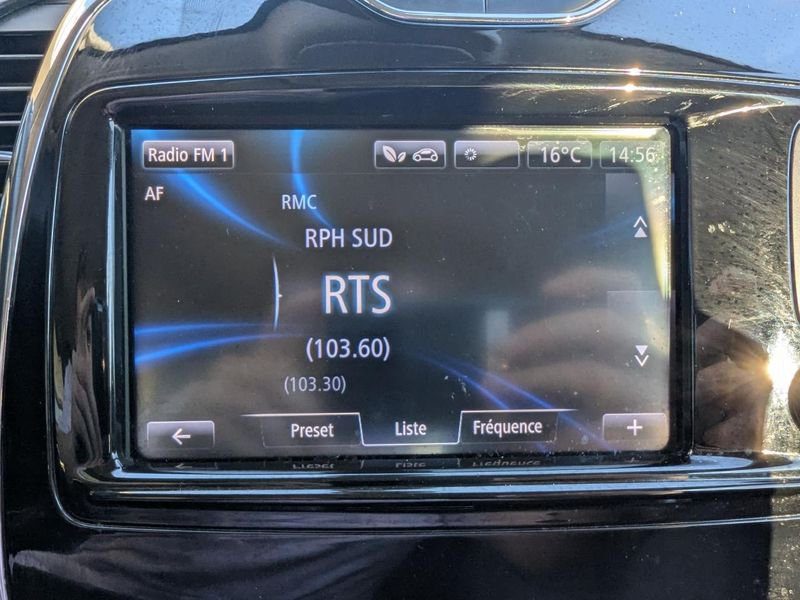 Radio FM 1 16°C 14:56
AF
RMC
RPH SUD
RTS
(103.60)
(103.30)
Preset Liste Fréquence